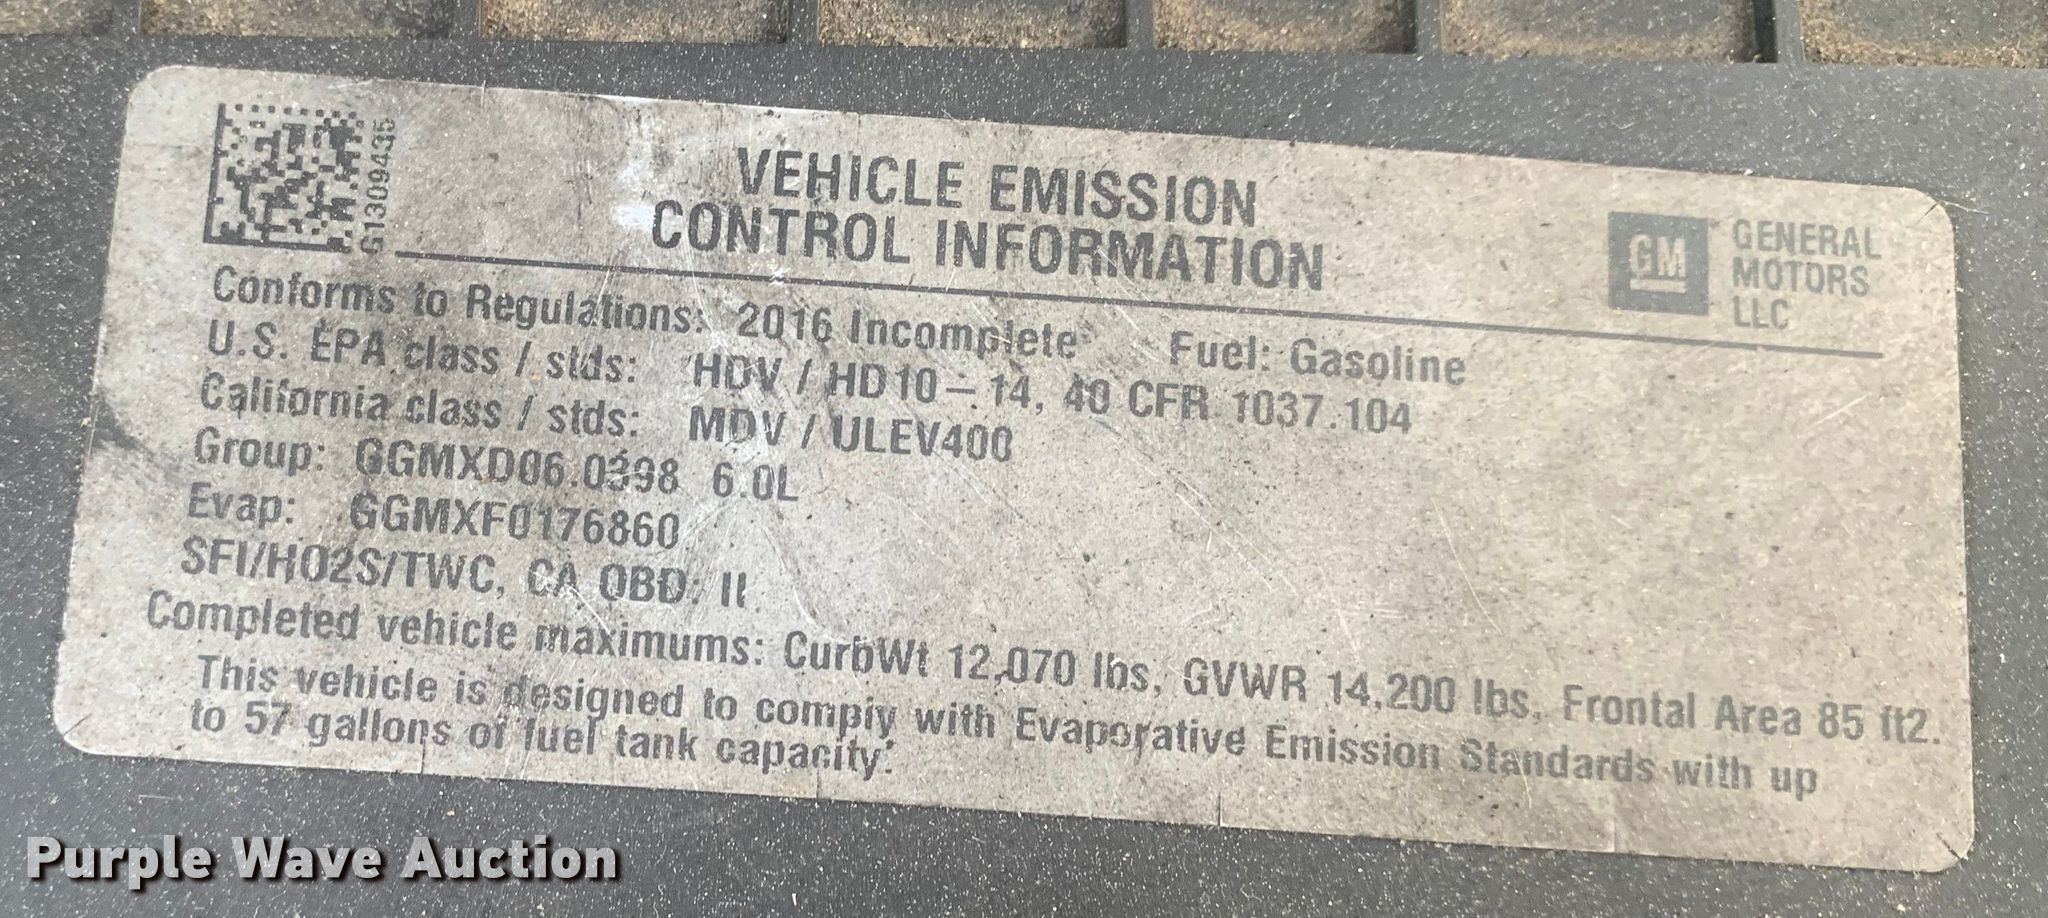 G1309435
VEHICLE EMISSION
CONTROL INFORMATION
GM
GENERAL
MOTORS
LLC
Conforms to Regulations: 2016 Incomplete Fuel: Gasoline
U.S. EPA class / stds: HDV / HD10-14, 40 CFR 1037.104
California class / stds: MDV / ULEV400
Group: GGMXD06.0398 6.0L
Evap: GGMXF0176860
SFI/HO2S/TWC, CA OBD: II
Completed vehicle maximums: CurbWt 12,070 lbs, GVWR 14,200 lbs, Frontal Area 85 ft2.
This vehicle is designed to comply with Evaporative Emission Standards with up
to 57 gallons of fuel tank capacity.
Purple Wave Auction